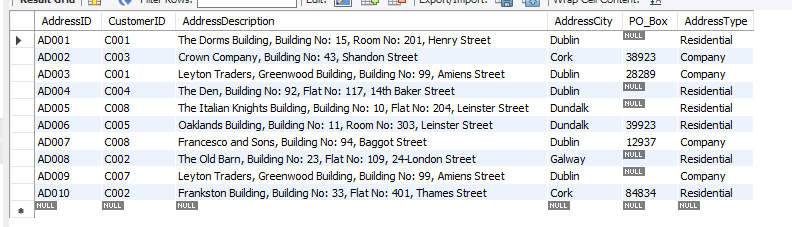 Result Grid Filter Rows: Edit: Export/Import: Wrap Cell Content:
AddressID CustomerID AddressDescription AddressCity PO_Box AddressType
AD001 C001 The Dorms Building, Building No: 15, Room No: 201, Henry Street Dublin NULL Residential
AD002 C003 Crown Company, Building No: 43, Shandon Street Cork 38923 Company
AD003 C001 Leyton Traders, Greenwood Building, Building No: 99, Amiens Street Dublin 28289 Company
AD004 C004 The Den, Building No: 92, Flat No: 117, 14th Baker Street Dublin NULL Residential
AD005 C008 The Italian Knights Building, Building No: 10, Flat No: 204, Leinster Street Dundalk NULL Residential
AD006 C005 Oaklands Building, Building No: 11, Room No: 303, Leinster Street Dundalk 39923 Residential
AD007 C008 Francesco and Sons, Building No: 94, Baggot Street Dublin 12937 Company
AD008 C002 The Old Barn, Building No: 23, Flat No: 109, 24-London Street Galway NULL Residential
AD009 C007 Leyton Traders, Greenwood Building, Building No: 99, Amiens Street Dublin NULL Company
AD010 C002 Frankston Building, Building No: 33, Flat No: 401, Thames Street Cork 84834 Residential
NULL NULL NULL NULL NULL NULL